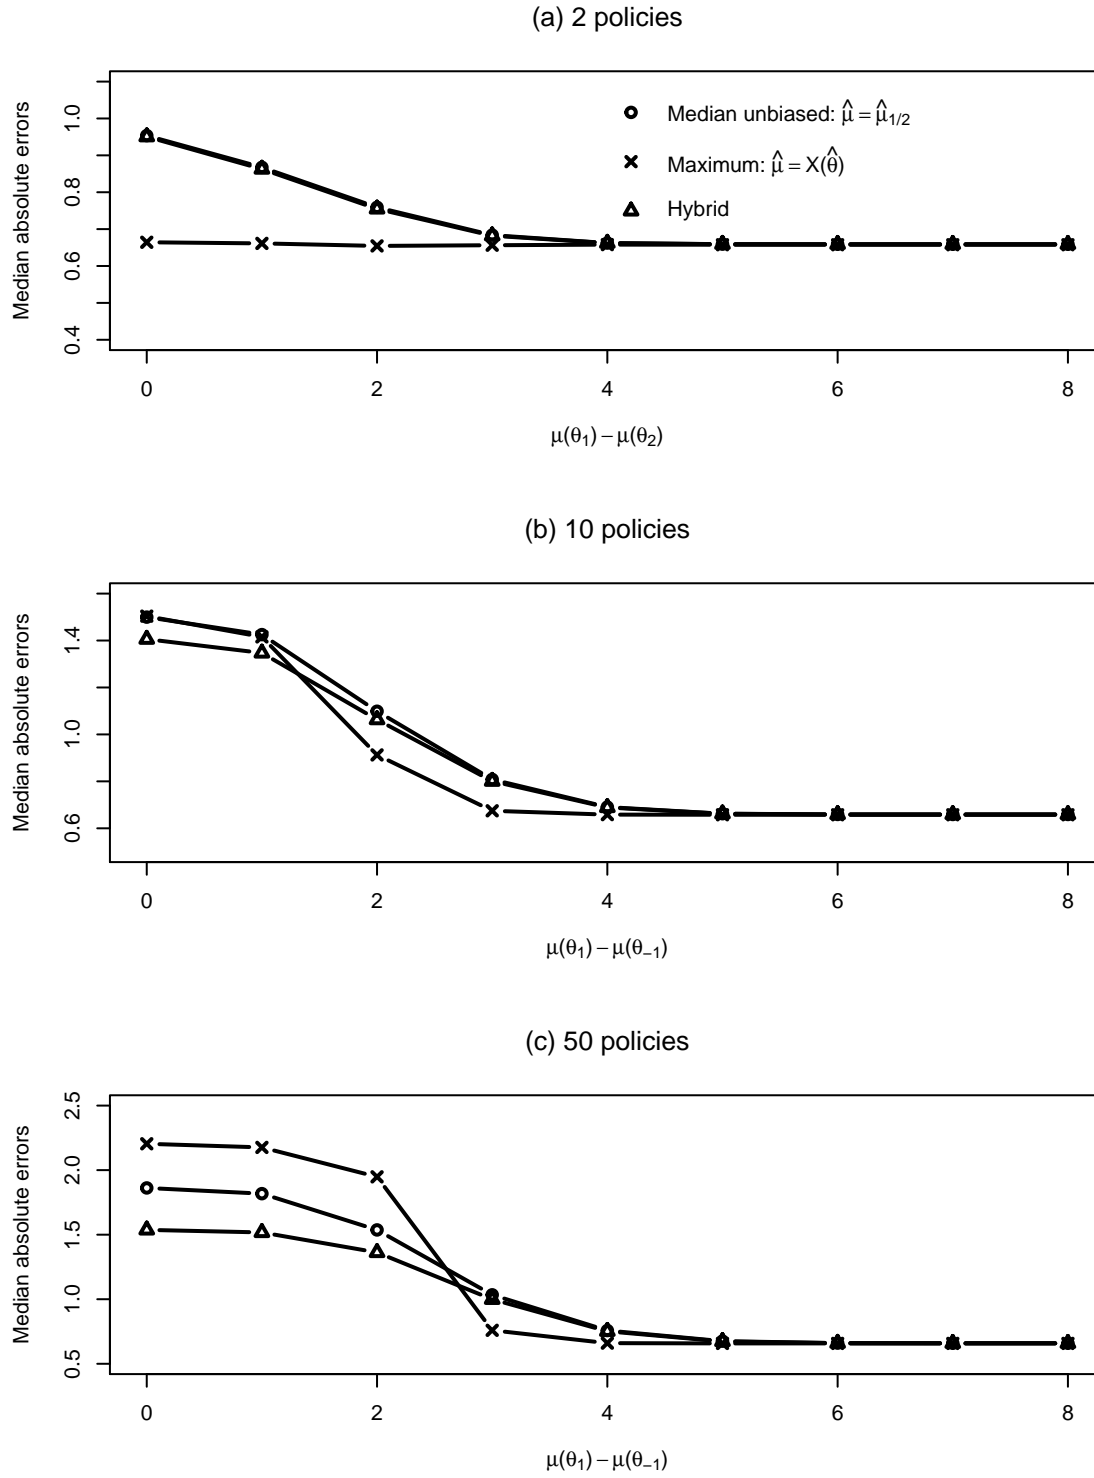 (a) 2 policies
Median absolute errors
1.0
0.8
0.6
0.4
Median unbiased: μ̂ = μ̂1/2
Maximum: μ̂ = X(θ̂)
Hybrid
0 2 4 6 8
μ(θ1) − μ(θ2)
(b) 10 policies
Median absolute errors
1.4
1.0
0.6
0 2 4 6 8
μ(θ1) − μ(θ−1)
(c) 50 policies
Median absolute errors
2.5
2.0
1.5
1.0
0.5
0 2 4 6 8
μ(θ1) − μ(θ−1)